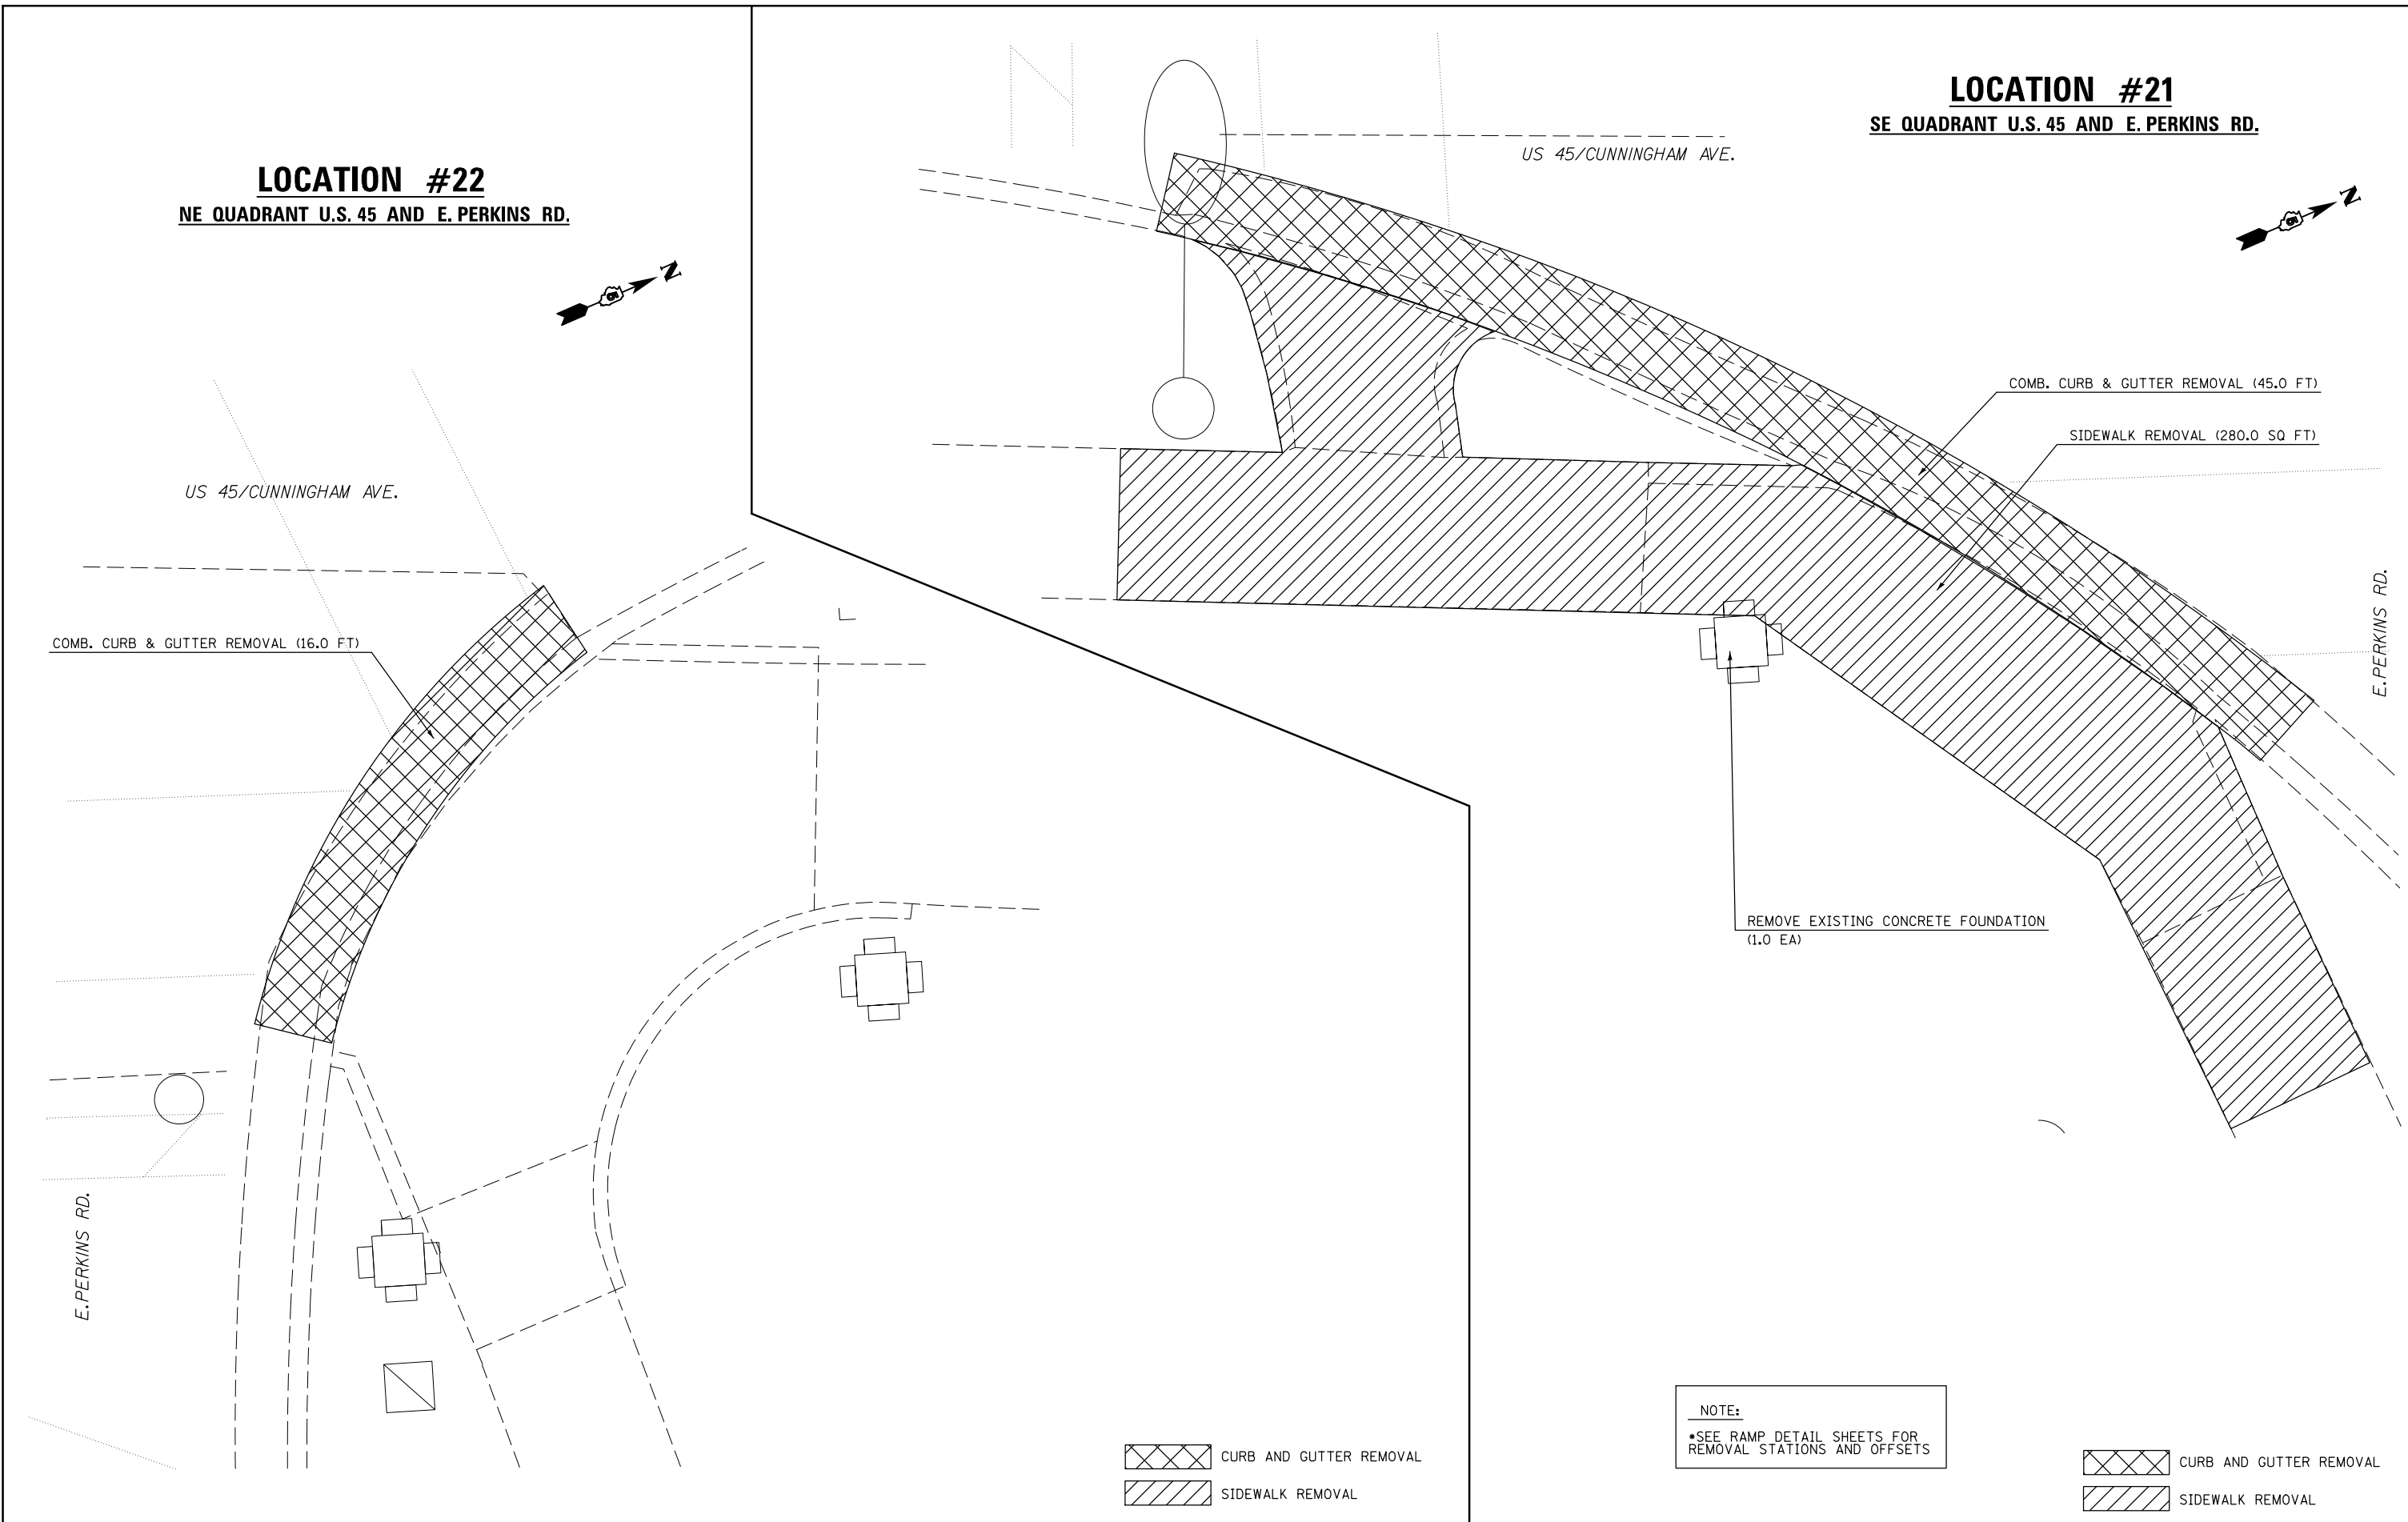 LOCATION #22
NE QUADRANT U.S. 45 AND E. PERKINS RD.
N
US 45/CUNNINGHAM AVE.
COMB. CURB & GUTTER REMOVAL (16.0 FT)
E.PERKINS RD.
CURB AND GUTTER REMOVAL
SIDEWALK REMOVAL
LOCATION #21
SE QUADRANT U.S. 45 AND E. PERKINS RD.
N
US 45/CUNNINGHAM AVE.
COMB. CURB & GUTTER REMOVAL (45.0 FT)
SIDEWALK REMOVAL (280.0 SQ FT)
E.PERKINS RD.
REMOVE EXISTING CONCRETE FOUNDATION
(1.0 EA)
NOTE:
*SEE RAMP DETAIL SHEETS FOR
REMOVAL STATIONS AND OFFSETS
CURB AND GUTTER REMOVAL
SIDEWALK REMOVAL